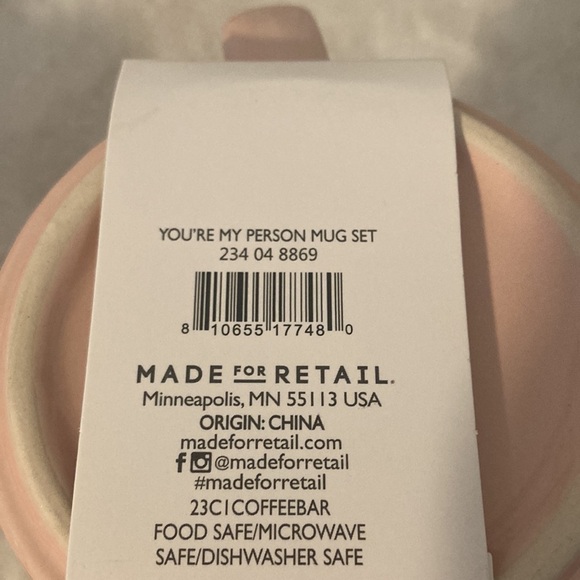 YOU'RE MY PERSON MUG SET
234 04 8869
8 10655 17748 0
MADE FOR RETAIL.
Minneapolis, MN 55113 USA
ORIGIN: CHINA
madeforretail.com
@madeforretail
#madeforretail
23C1COFFEEBAR
FOOD SAFE/MICROWAVE
SAFE/DISHWASHER SAFE